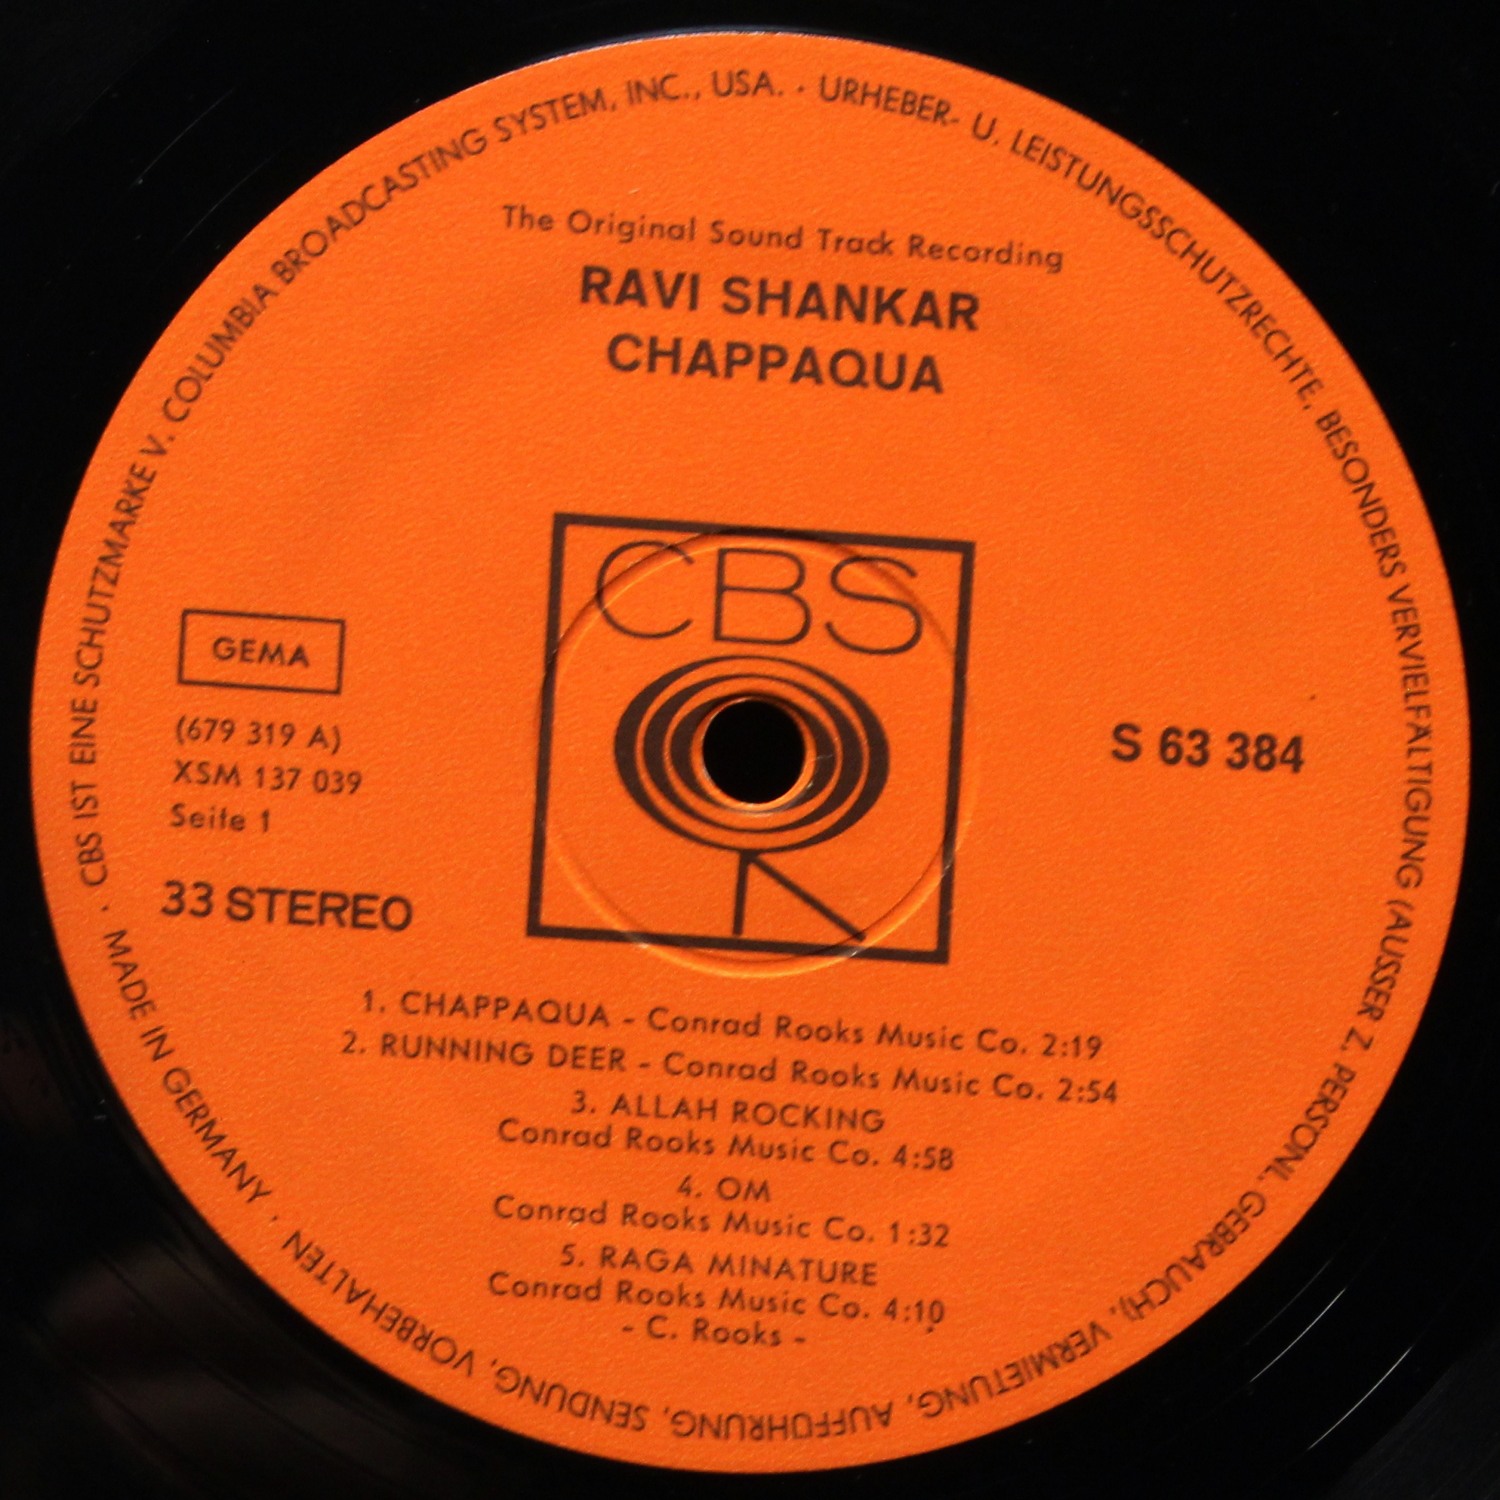 CBS IST EINE SCHUTZMARKE V. COLUMBIA BROADCASTING SYSTEM, INC., USA. · URHEBER- U. LEISTUNGSSCHUTZRECHTE, BESONDERS VERVIELFÄLTIGUNG (AUSSER Z. PERSÖNL. GEBRAUCH), VERMIETUNG, AUFFÜHRUNG, SENDUNG, VORBEHALTEN · MADE IN GERMANY ·
The Original Sound Track Recording
RAVI SHANKAR
CHAPPAQUA
CBS
GEMA
(679 319 A)
XSM 137 039
Seite 1
33 STEREO
S 63 384
1. CHAPPAQUA - Conrad Rooks Music Co. 2:19
2. RUNNING DEER - Conrad Rooks Music Co. 2:54
3. ALLAH ROCKING
Conrad Rooks Music Co. 4:58
4. OM
Conrad Rooks Music Co. 1:32
5. RAGA MINATURE
Conrad Rooks Music Co. 4:10
- C. Rooks -